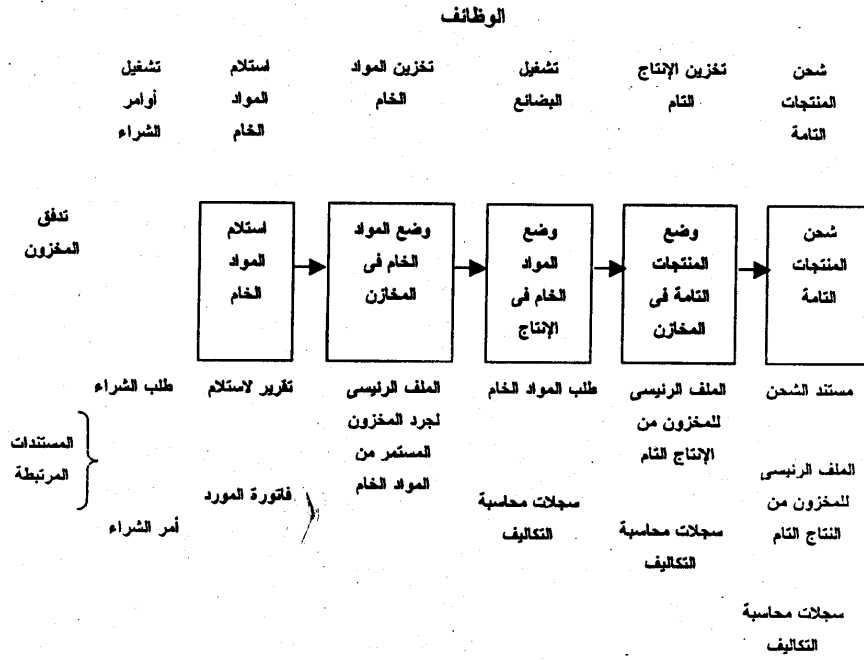 الوظائف
تشغيل
أوامر
الشراء
استلام
المواد
الخام
تخزين المواد
الخام
تشغيل
البضائع
تخزين الإنتاج
التام
شحن
المنتجات
التامة
تدفق
المخزون
استلام
المواد
الخام
وضع المواد
الخام فى
المخازن
وضع
المواد
الخام فى
الإنتاج
وضع
المنتجات
التامة فى
المخازن
شحن
المنتجات
التامة
المستندات
المرتبطة
طلب الشراء
أمر الشراء
تقرير لاستلام
فاتورة المورد
الملف الرئيسى
لجرد المخزون
المستمر من
المواد الخام
طلب المواد الخام
سجلات محاسبة
التكاليف
الملف الرئيسى
للمخزون من
الإنتاج التام
سجلات محاسبة
التكاليف
مستند الشحن
الملف الرئيسى
للمخزون من
النتاج التام
سجلات محاسبة
التكاليف